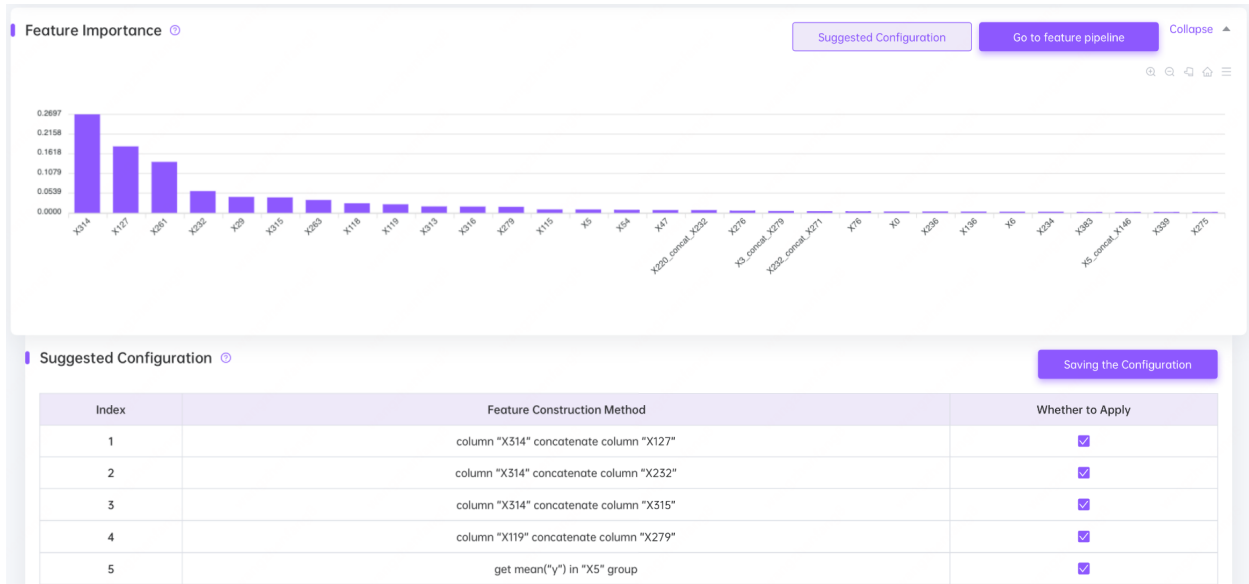 Feature Importance
Suggested Configuration
Go to feature pipeline
Collapse
0.2697
0.2158
0.1618
0.1079
0.0539
0.0000
X314
X127
X261
X232
X29
X315
X263
X118
X119
X313
X316
X279
X115
X5
X54
X47
X220_concat_X232
X276
X3_concat_X279
X232_concat_X271
X76
X0
X236
X136
X6
X234
X383
X5_concat_X146
X339
X275
Suggested Configuration
Saving the Configuration
Index Feature Construction Method Whether to Apply
1 column "X314" concatenate column "X127"
2 column "X314" concatenate column "X232"
3 column "X314" concatenate column "X315"
4 column "X119" concatenate column "X279"
5 get mean("y") in "X5" group